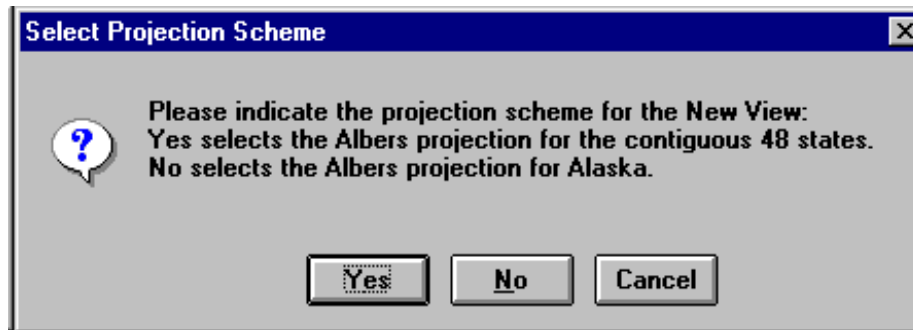 Select Projection Scheme
Please indicate the projection scheme for the New View:
Yes selects the Albers projection for the contiguous 48 states.
No selects the Albers projection for Alaska.
Yes No Cancel